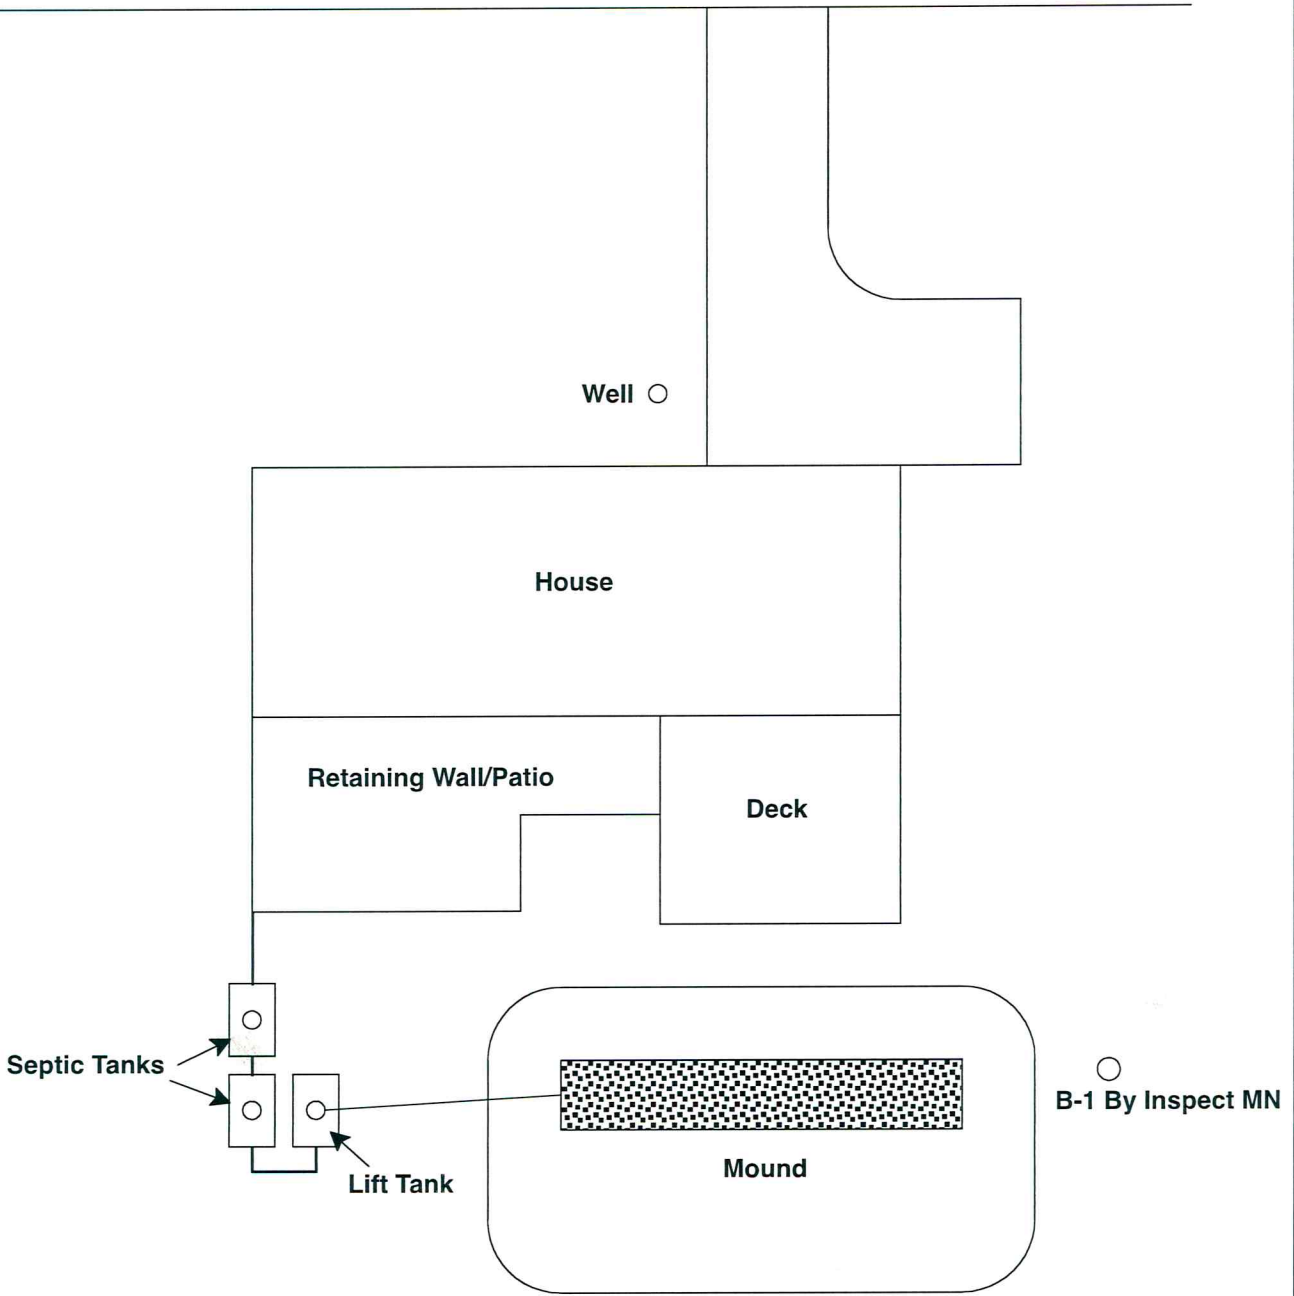 Well
House
Retaining Wall/Patio
Deck
Septic Tanks
B-1 By Inspect MN
Mound
Lift Tank